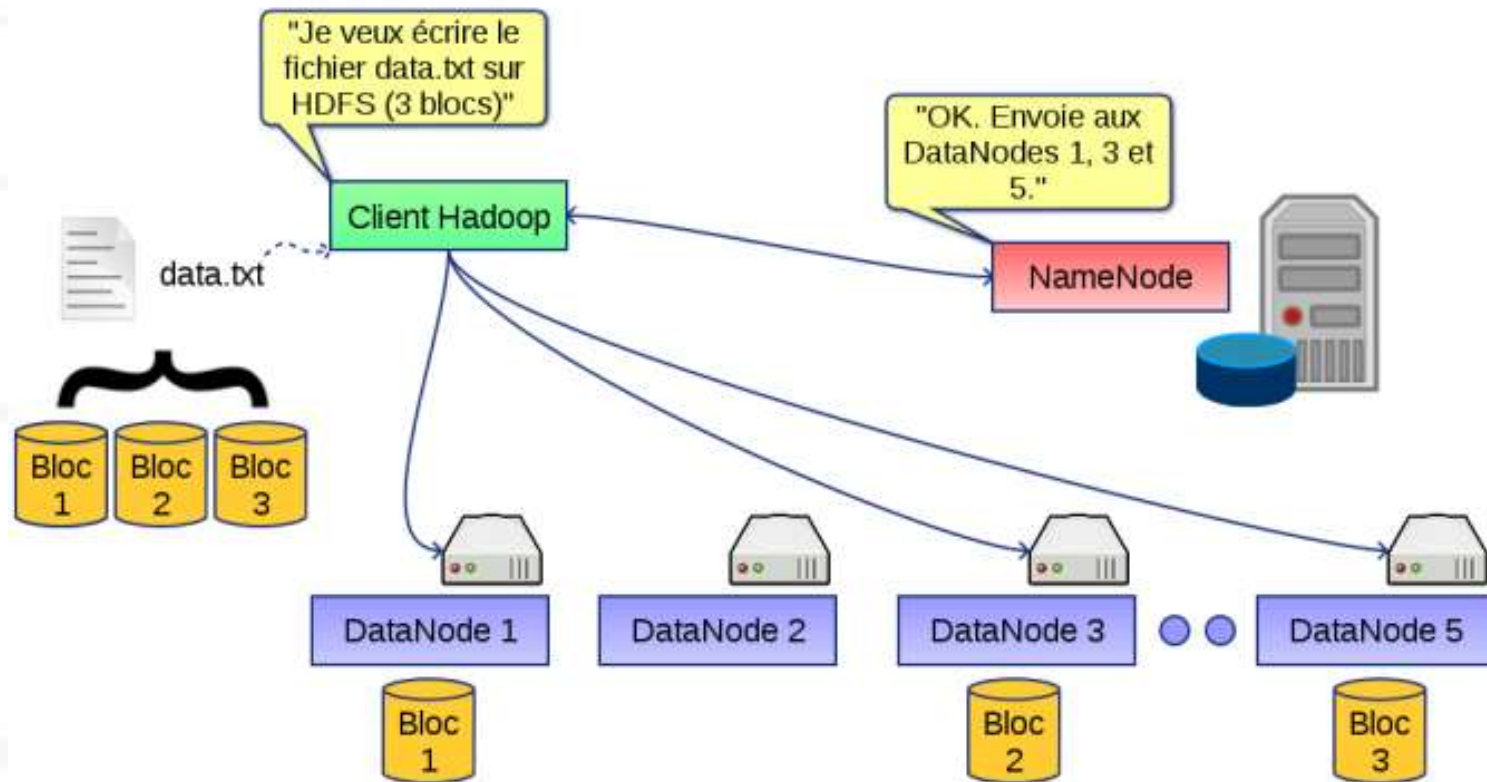 "Je veux écrire le
fichier data.txt sur
HDFS (3 blocs)"
"OK. Envoie aux
DataNodes 1, 3 et
5."
Client Hadoop
data.txt
NameNode
Bloc
1
Bloc
2
Bloc
3
DataNode 1
DataNode 2
DataNode 3
DataNode 5
Bloc
1
Bloc
2
Bloc
3